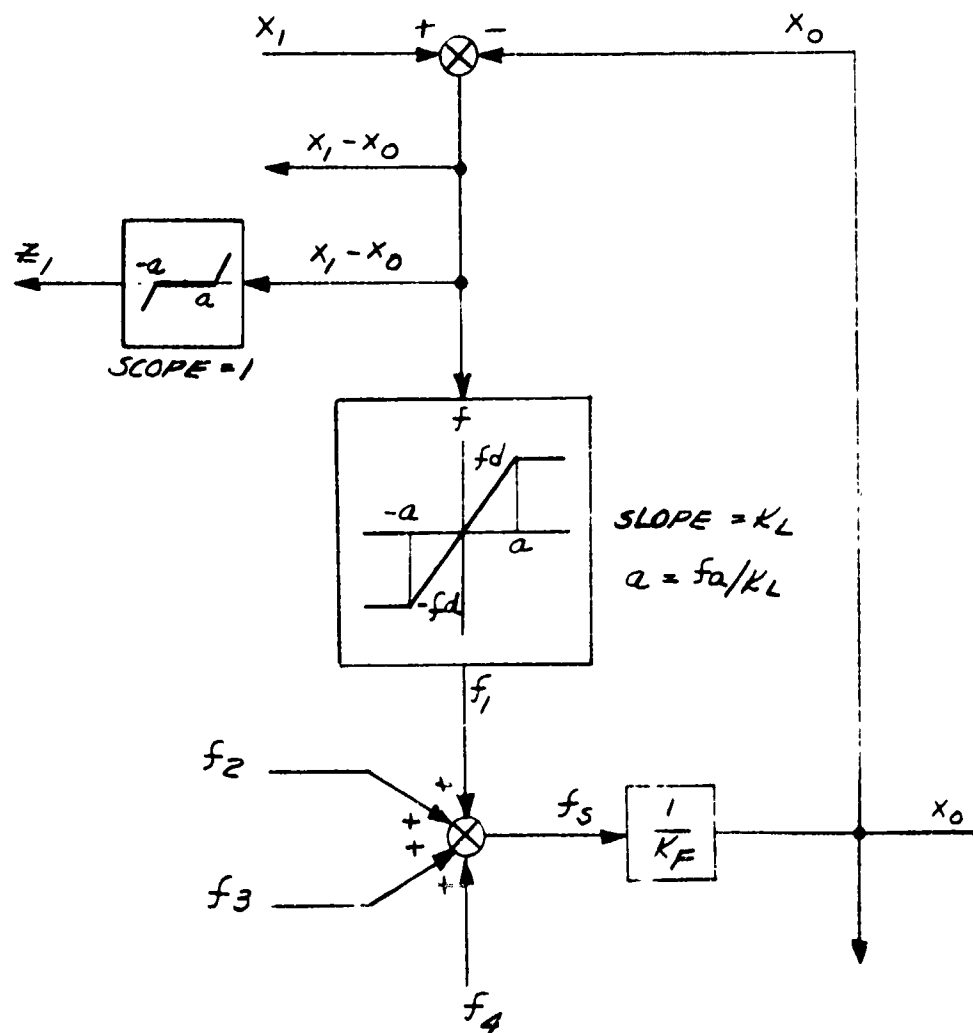 x1 + - x0
x1 - x0
z1 -a a x1 - x0
SCOPE = 1
f
fd
-a a
-fd
SLOPE = KL
a = fa/KL
f1
f2 +
+ fs 1/KF x0
+
f3 +
f4